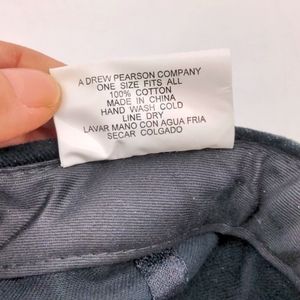 A DREW PEARSON COMPANY
ONE SIZE FITS ALL
100% COTTON
MADE IN CHINA
HAND WASH COLD
LINE DRY
LAVAR MANO CON AGUA FRIA
SECAR COLGADO